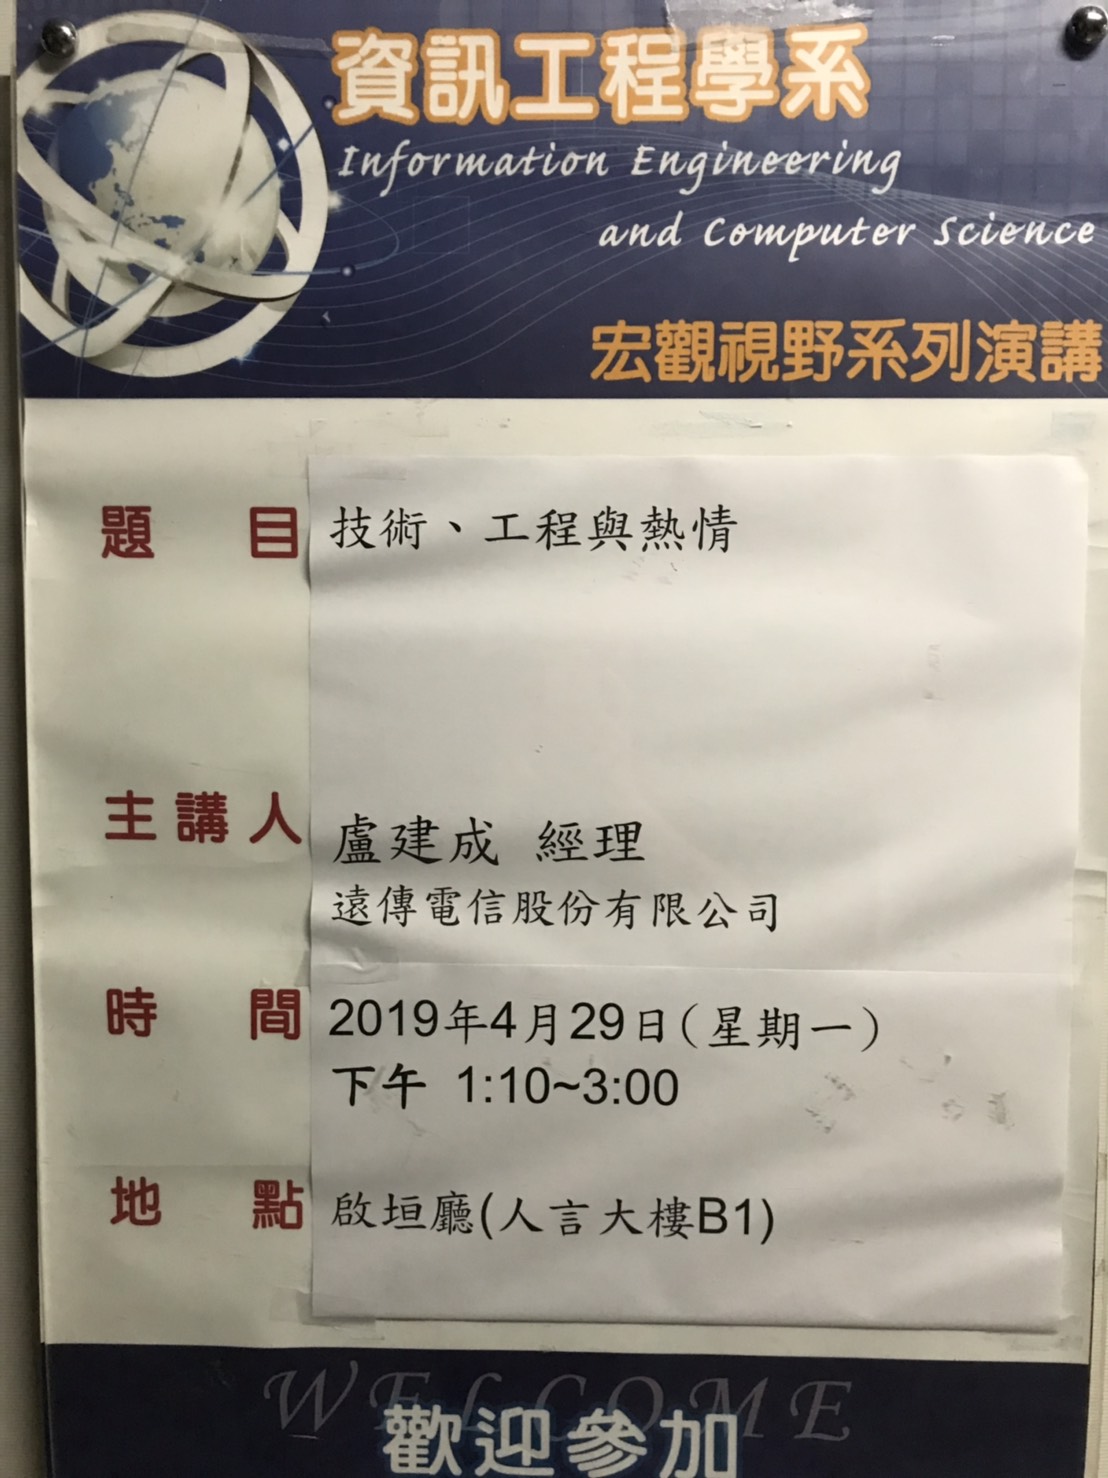 資訊工程學系
Information Engineering
and Computer Science
宏觀視野系列演講
題 目 技術、工程與熱情
主講人 盧建成 經理
遠傳電信股份有限公司
時 間 2019年4月29日(星期一)
下午 1:10~3:00
地 點 啟垣廳(人言大樓B1)
WELCOME
歡迎參加